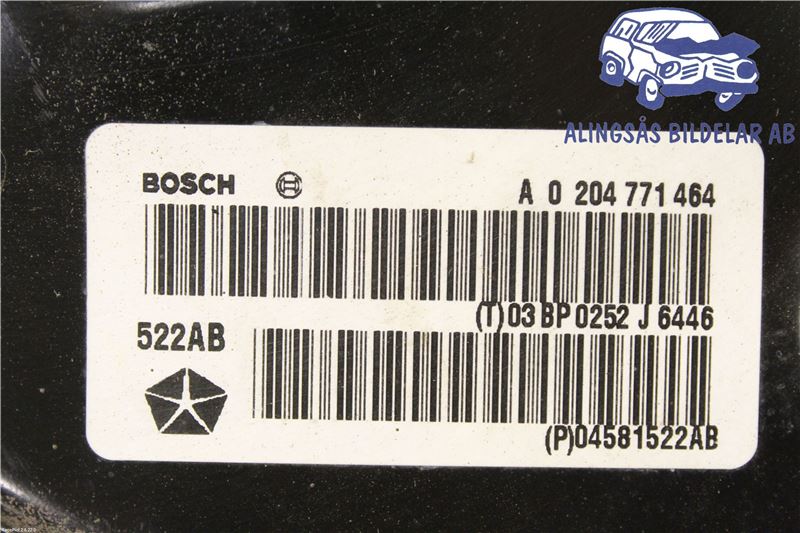 ALINGSÅS BILDELAR AB
BOSCH A 0 204 771 464
(T) 03 BP 0252 J 6446
522AB
(P)04581522AB